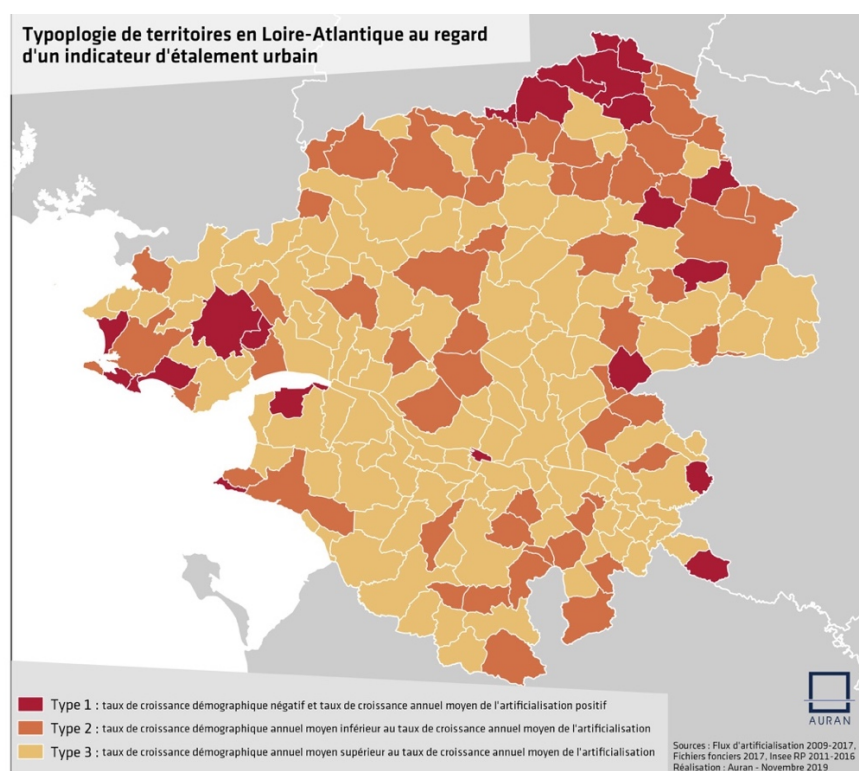 Typoplogie de territoires en Loire-Atlantique au regard
d'un indicateur d'étalement urbain
Type 1 : taux de croissance démographique négatif et taux de croissance annuel moyen de l'artificialisation positif
Type 2 : taux de croissance démographique annuel moyen inférieur au taux de croissance annuel moyen de l'artificialisation
Type 3 : taux de croissance démographique annuel moyen supérieur au taux de croissance annuel moyen de l'artificialisation
AURAN
Sources : Flux d'artificialisation 2009-2017,
Fichiers fonciers 2017, Insee RP 2011-2016
Réalisation : Auran - Novembre 2019